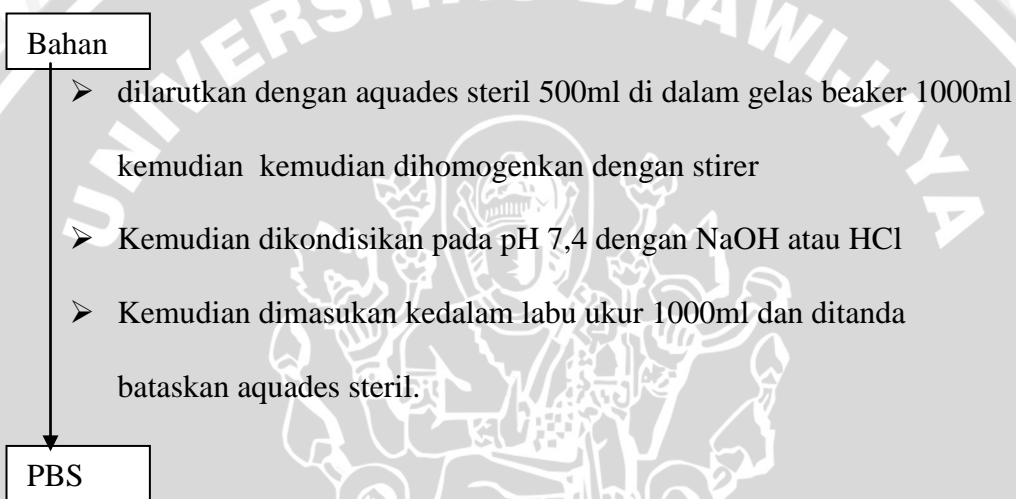 UNIVERSITAS BRAWIJAYA
Bahan
➢ dilarutkan dengan aquades steril 500ml di dalam gelas beaker 1000ml
kemudian kemudian dihomogenkan dengan stirer
➢ Kemudian dikondisikan pada pH 7,4 dengan NaOH atau HCl
➢ Kemudian dimasukan kedalam labu ukur 1000ml dan ditanda
bataskan aquades steril.
PBS